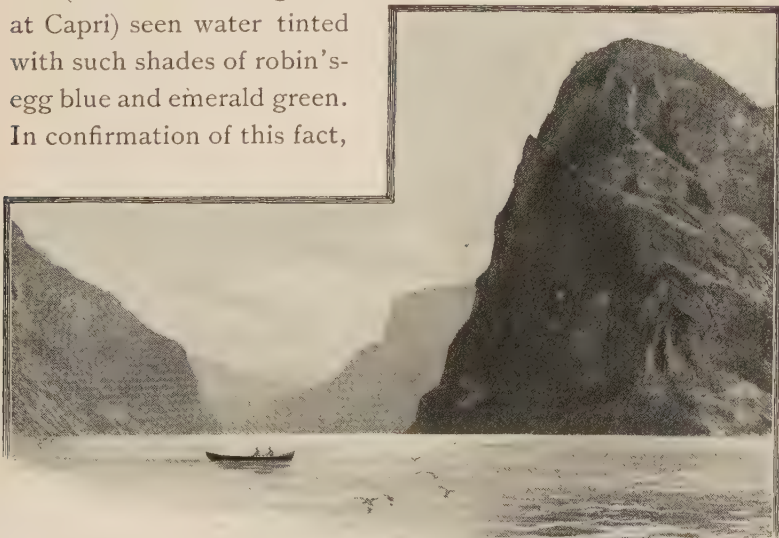 at Capri) seen water tinted
with such shades of robin's-
egg blue and emerald green.
In confirmation of this fact,